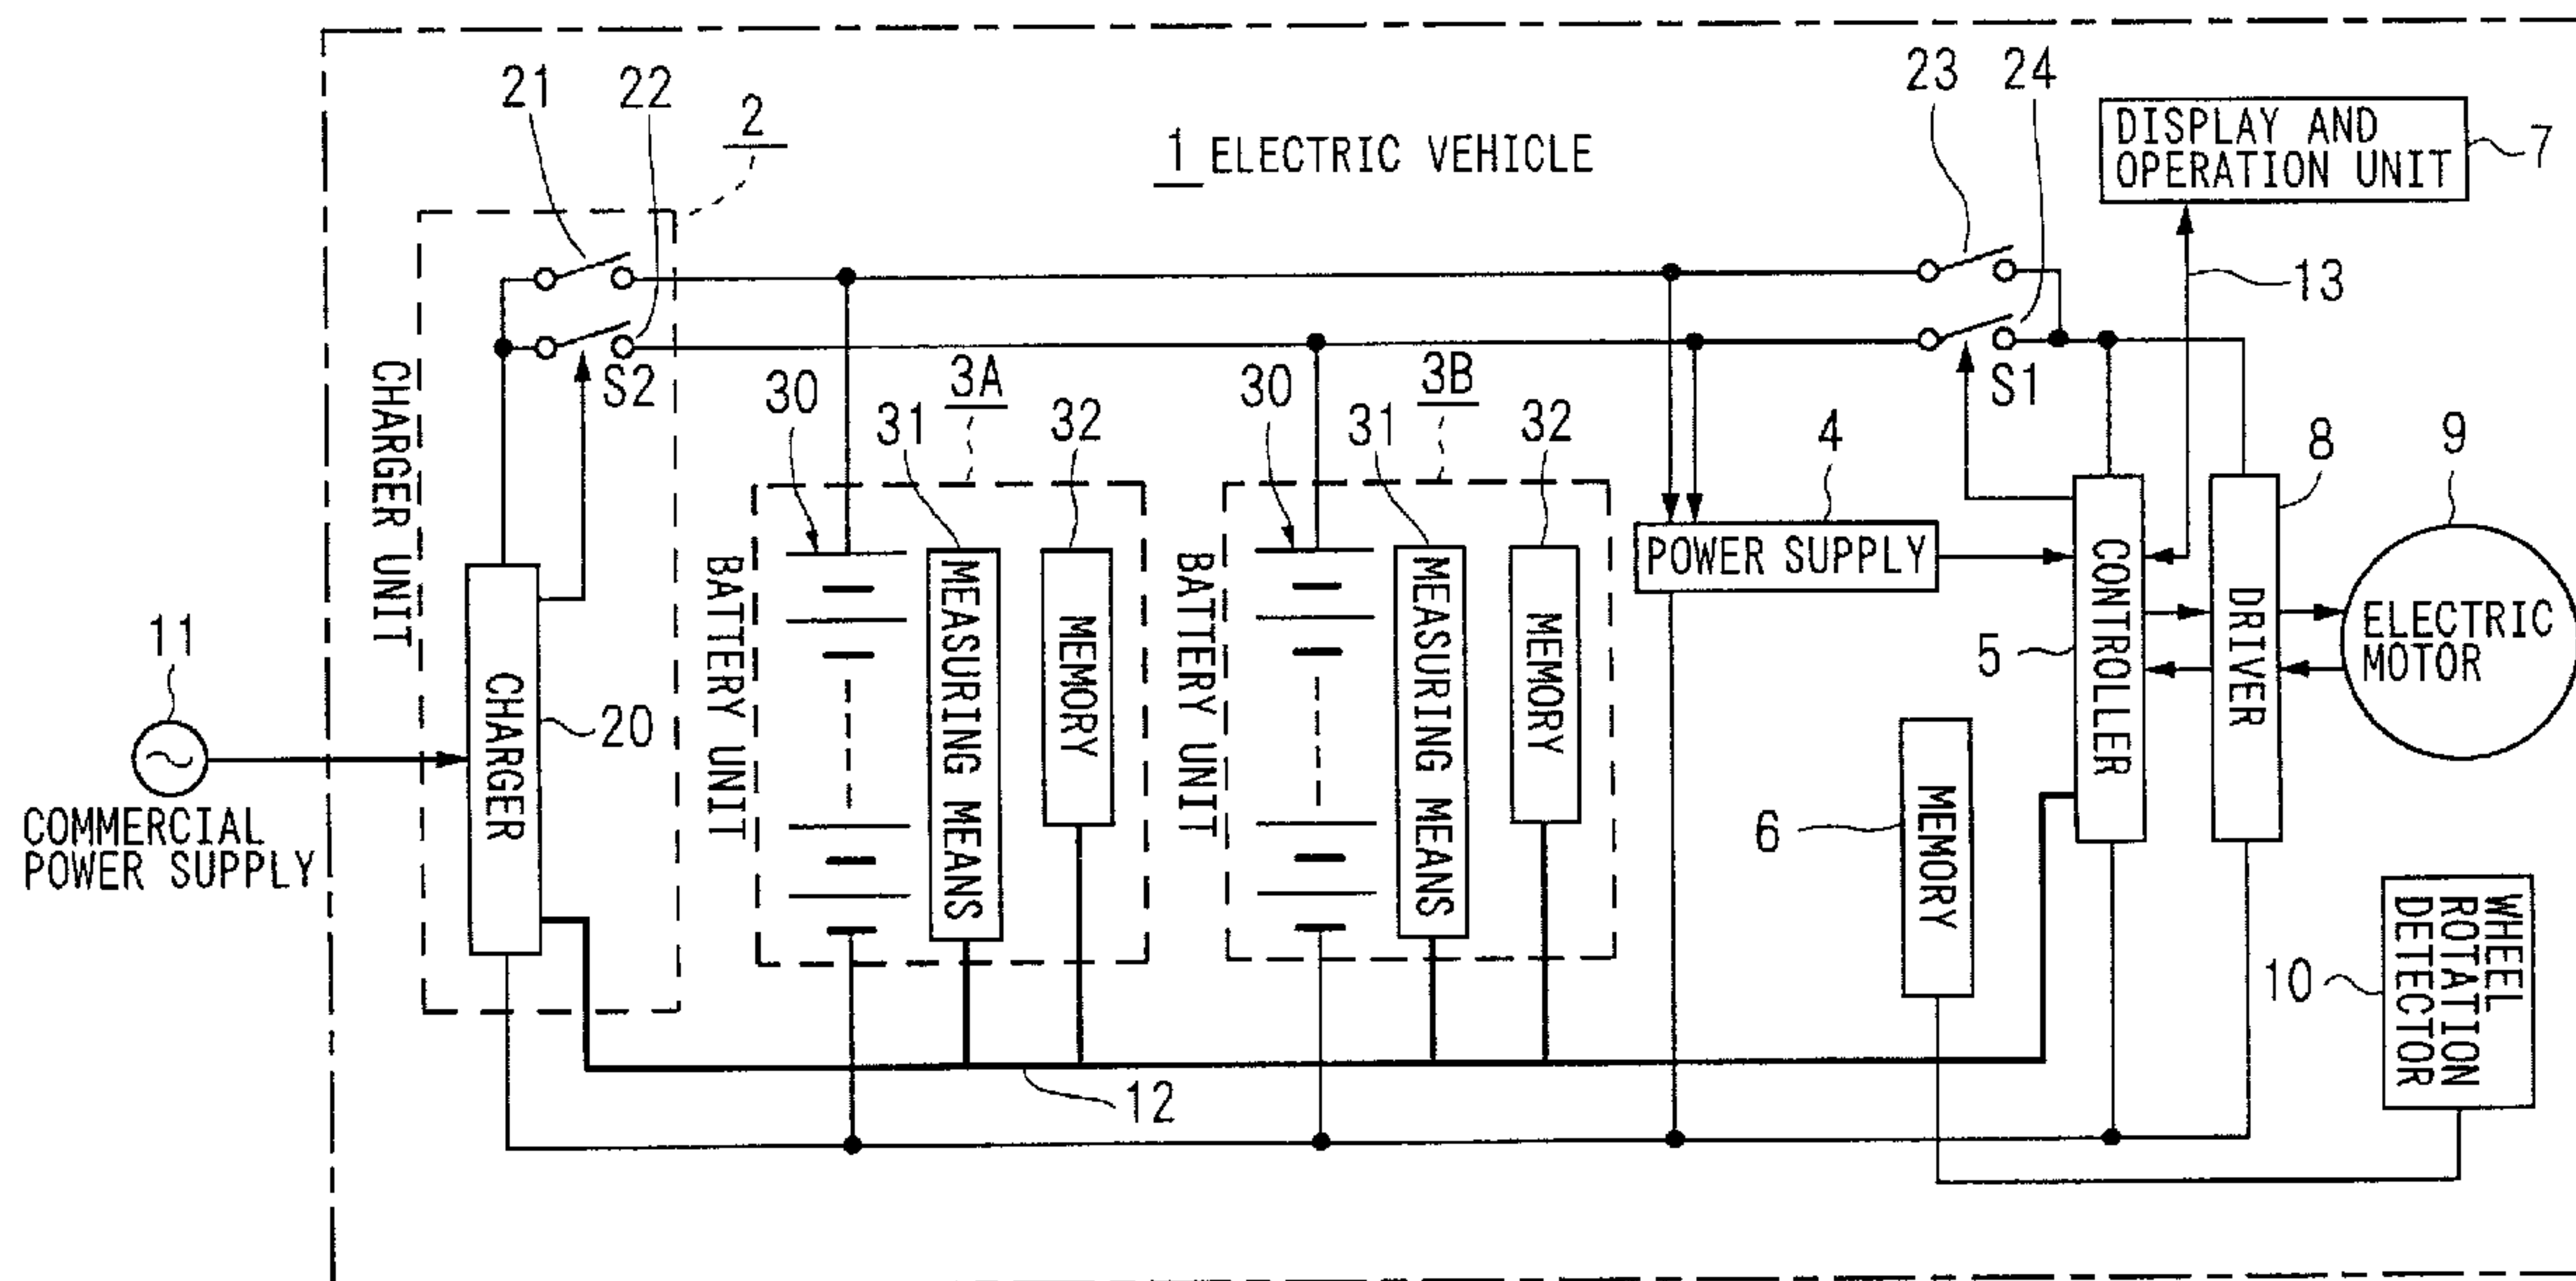 21
22
2
23
24
1 ELECTRIC VEHICLE
DISPLAY AND
OPERATION UNIT
7
13
S2
S1
CHARGER UNIT
30
31
3A
32
30
31
3B
32
4
8
9
BATTERY UNIT
MEASURING MEANS
MEMORY
BATTERY UNIT
MEASURING MEANS
MEMORY
POWER SUPPLY
CONTROLLER
5
DRIVER
ELECTRIC
MOTOR
11
COMMERCIAL
POWER SUPPLY
CHARGER
20
6
MEMORY
10
WHEEL
ROTATION
DETECTOR
12